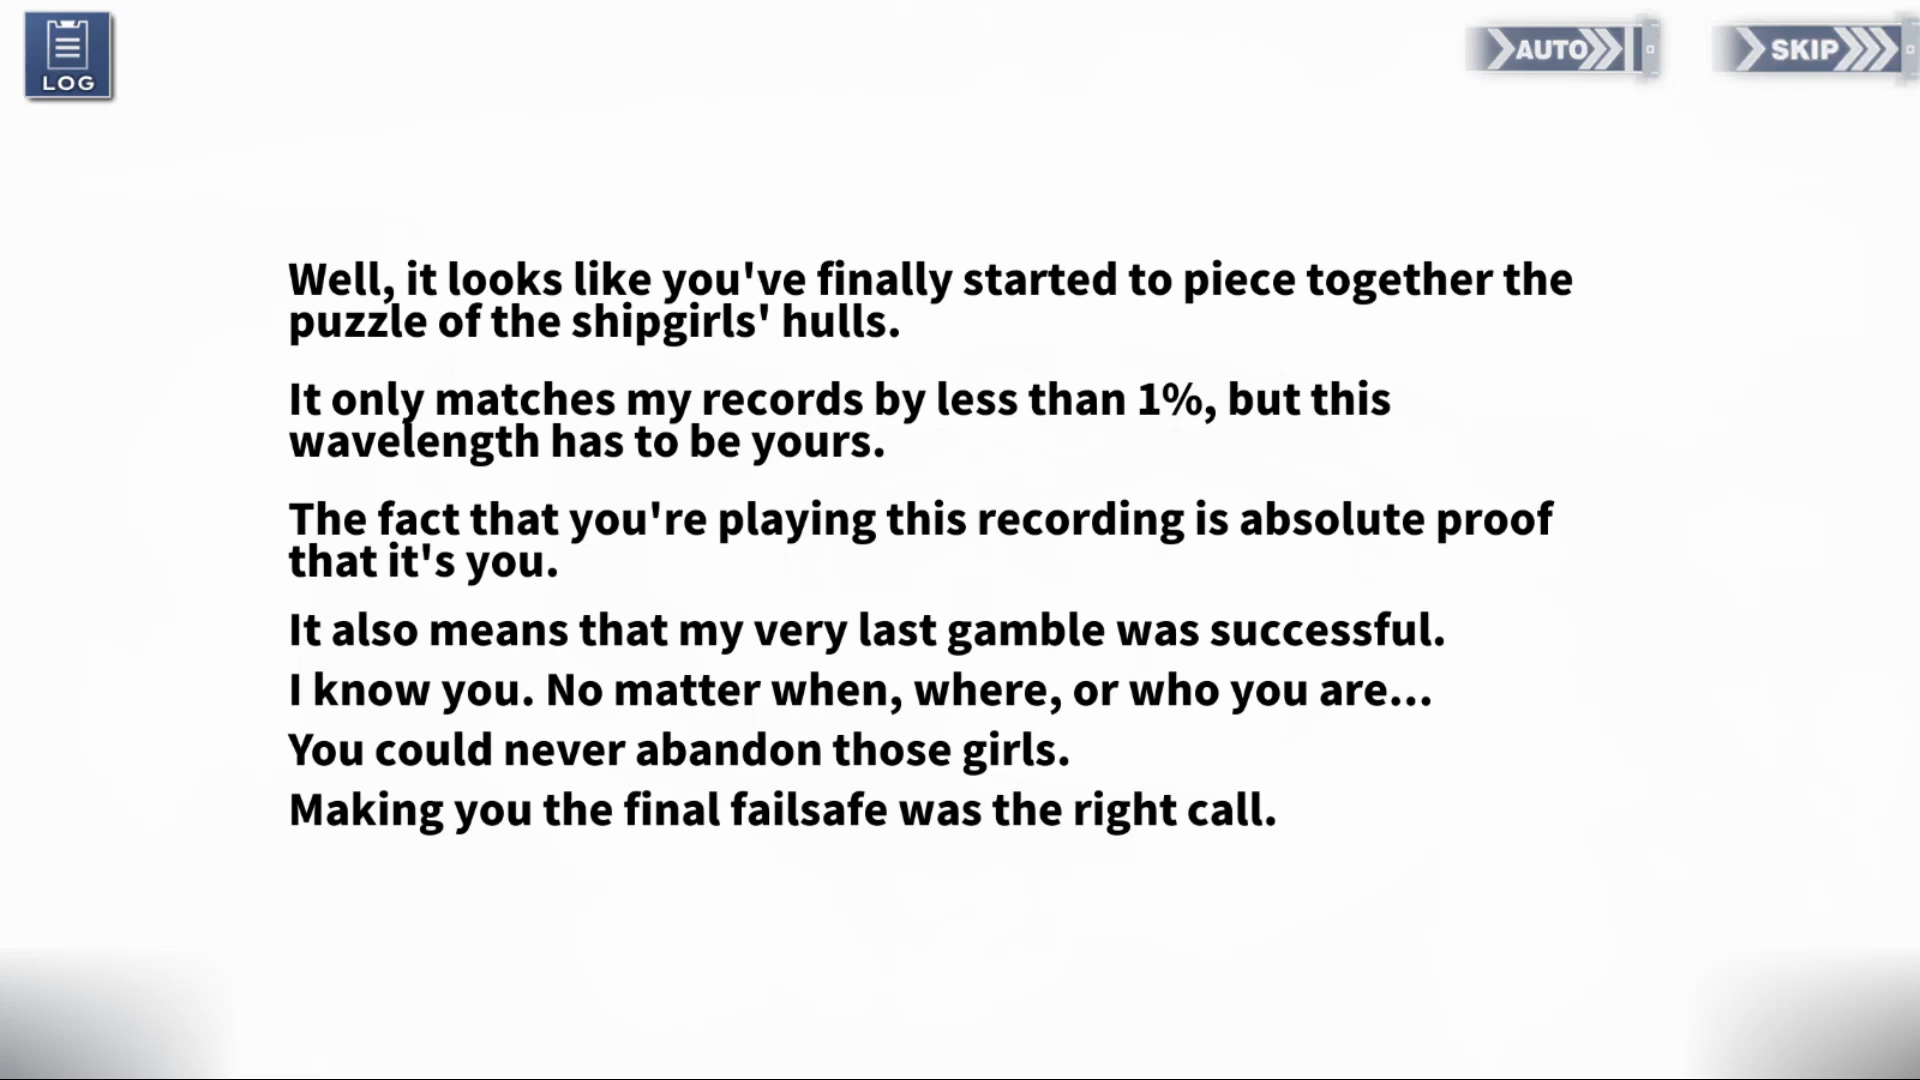 LOG
AUTO
SKIP
Well, it looks like you've finally started to piece together the
puzzle of the shipgirls' hulls.
It only matches my records by less than 1%, but this
wavelength has to be yours.
The fact that you're playing this recording is absolute proof
that it's you.
It also means that my very last gamble was successful.
I know you. No matter when, where, or who you are...
You could never abandon those girls.
Making you the final failsafe was the right call.